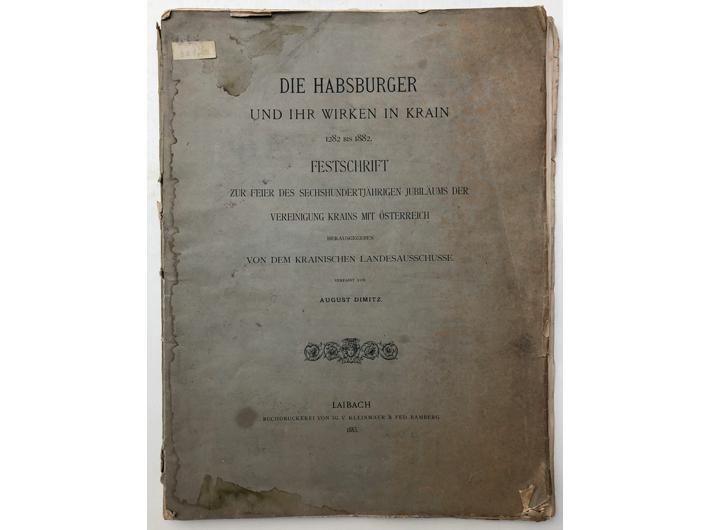 DIE HABSBURGER
UND IHR WIRKEN IN KRAIN
1282 BIS 1882.
FESTSCHRIFT
ZUR FEIER DES SECHSHUNDERTJÄHRIGEN JUBILÄUMS DER
VEREINIGUNG KRAINS MIT ÖSTERREICH
HERAUSGEGEBEN
VON DEM KRAINISCHEN LANDESAUSSCHUSSE.
VERFASST VON
AUGUST DIMITZ.
LAIBACH
BUCHDRUCKEREI VON IG. V. KLEINMAYR & FED. BAMBERG
1883.